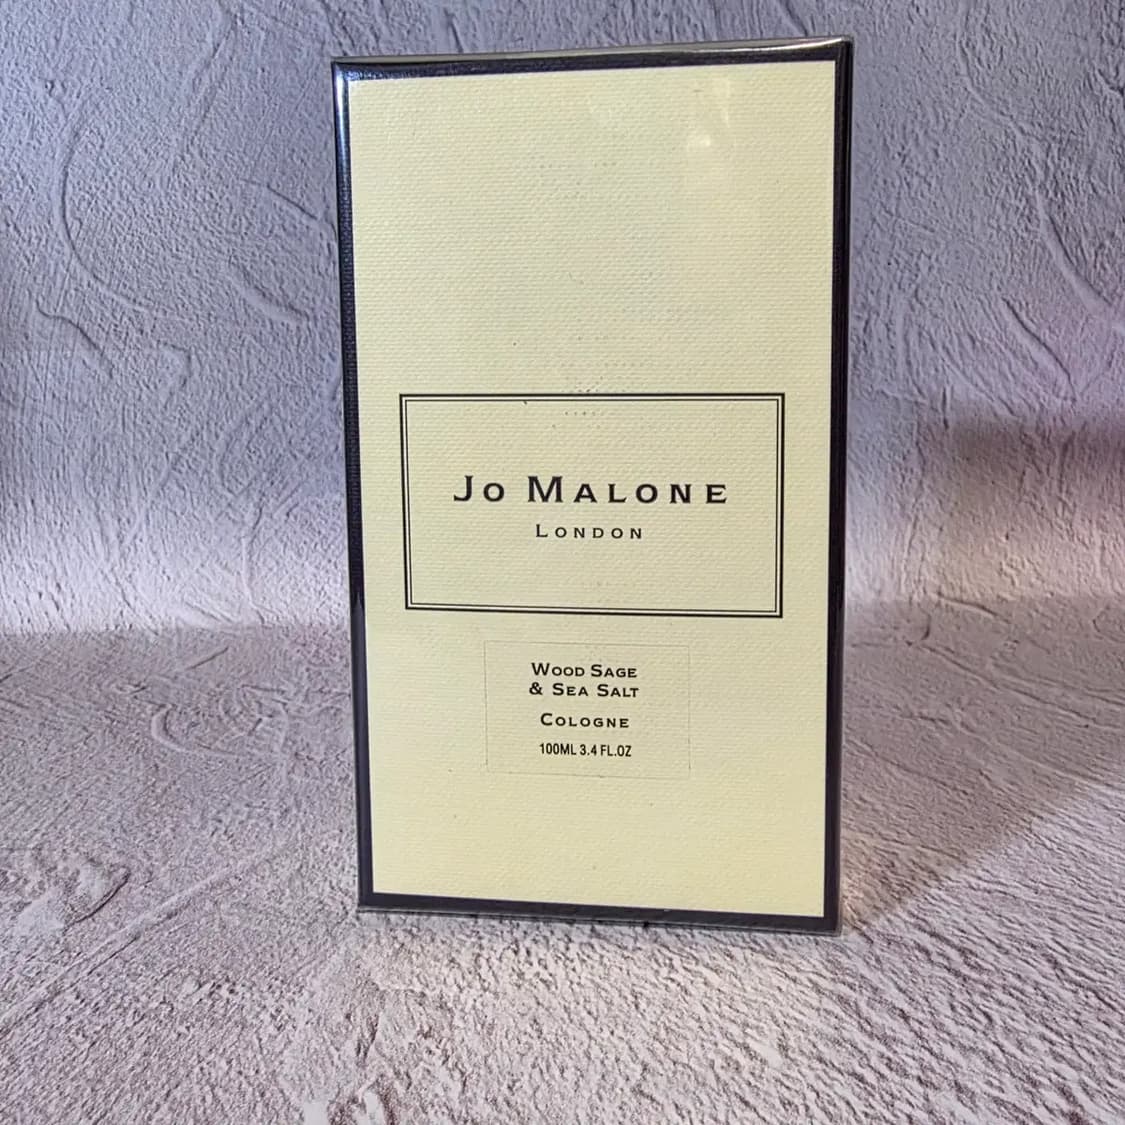 Jo Malone
London
Wood Sage
& Sea Salt
Cologne
100ML 3.4 FL.OZ